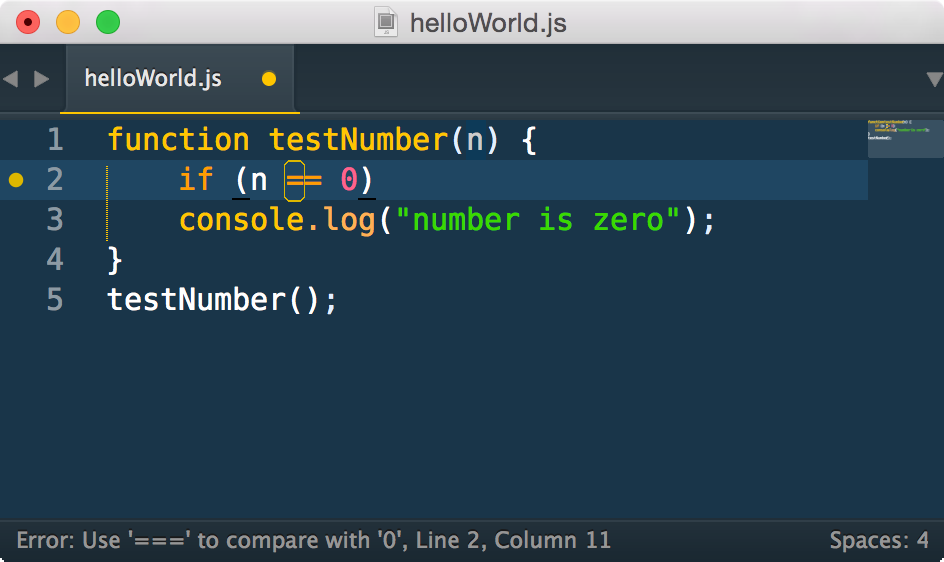 helloWorld.js
helloWorld.js
1 function testNumber(n) {
2 if (n == 0)
3 console.log("number is zero");
4 }
5 testNumber();
Error: Use '===' to compare with '0', Line 2, Column 11 Spaces: 4